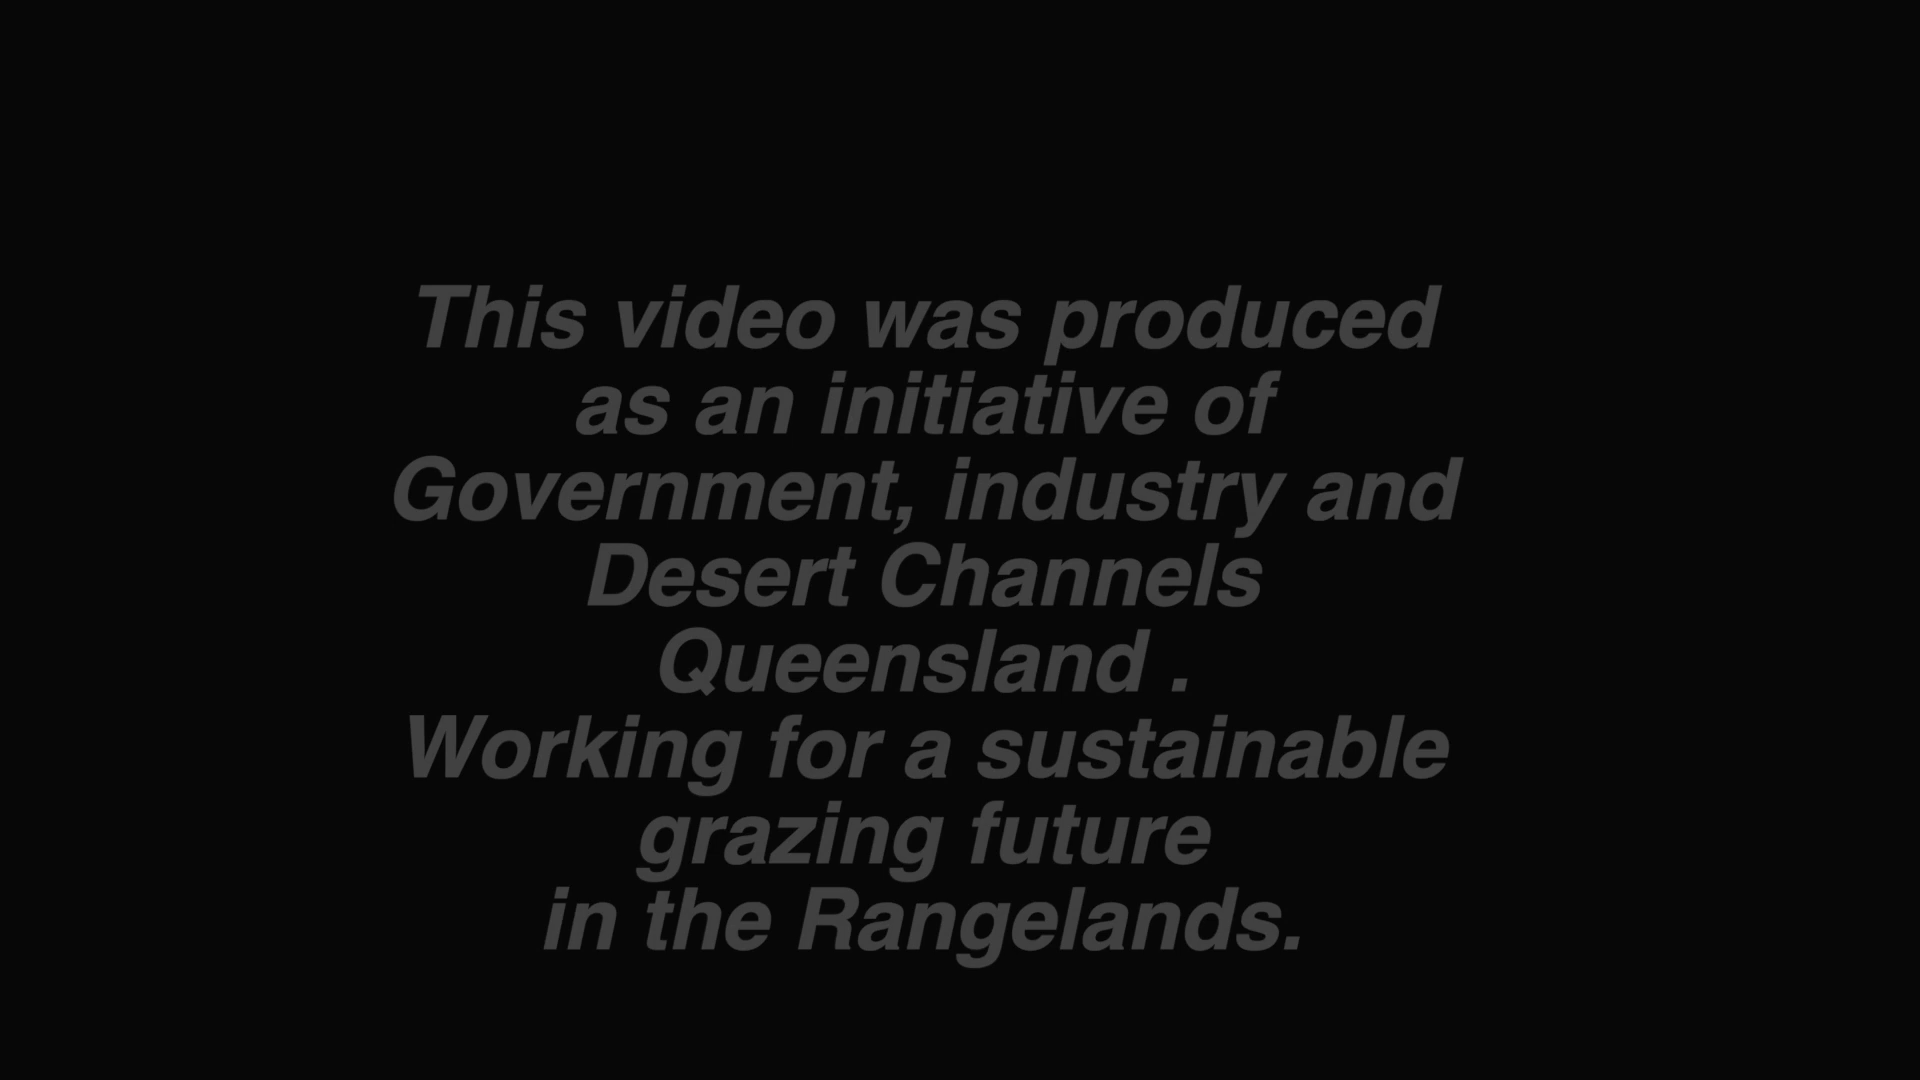 This video was produced
as an initiative of
Government, industry and
Desert Channels
Queensland .
Working for a sustainable
grazing future
in the Rangelands.